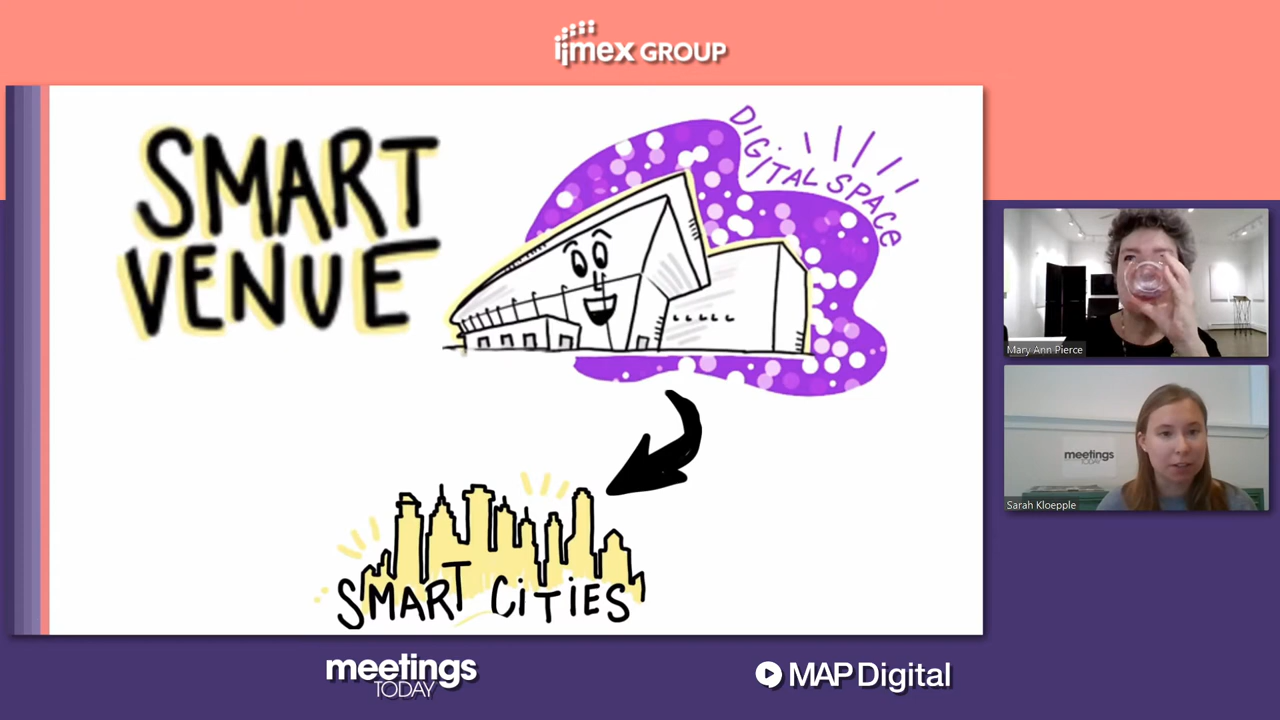 imex GROUP
SMART
VENUE
DIGITAL SPACE
SMART CITIES
Mary Ann Pierce
meetings
TODAY
Sarah Kloepple
meetings
TODAY
MAP Digital